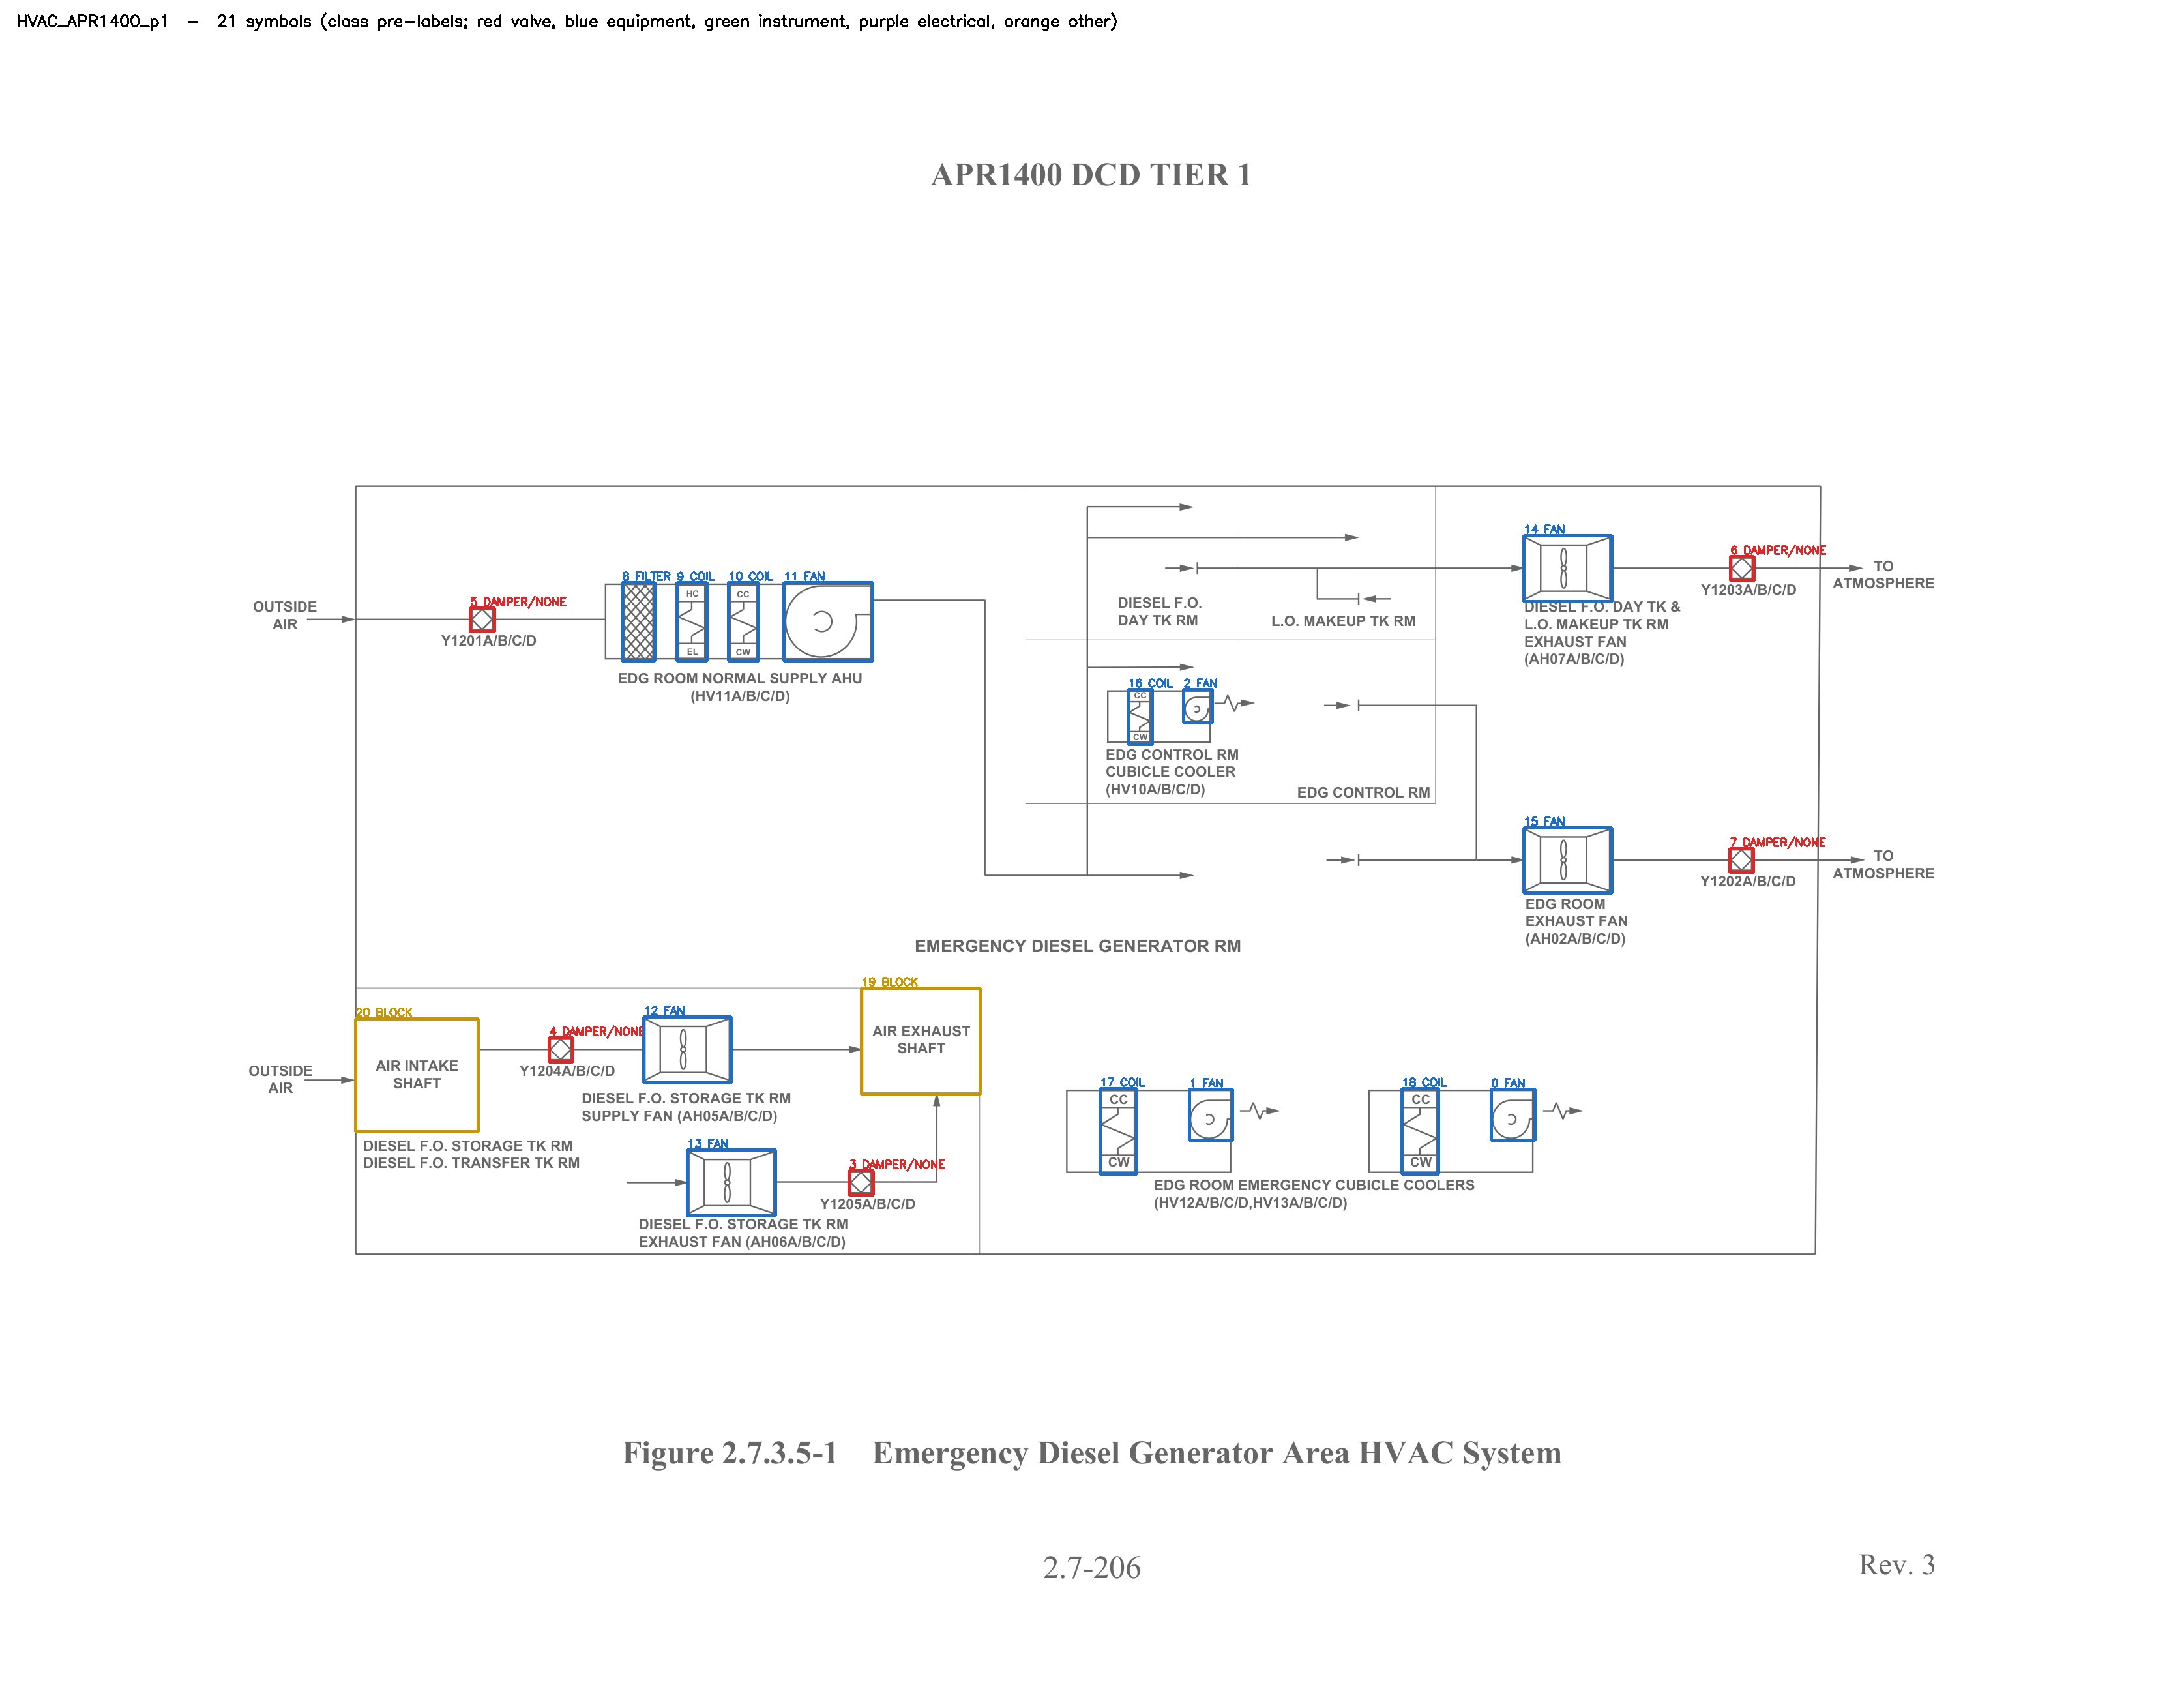 HVAC_APR1400_p1 – 21 symbols (class pre-labels; red valve, blue equipment, green instrument, purple electrical, orange other)
APR1400 DCD TIER 1
14 FAN
6 DAMPER/NONE
TO
ATMOSPHERE
Y1203A/B/C/D
DIESEL F.O. DAY TK &
L.O. MAKEUP TK RM
EXHAUST FAN
(AH07A/B/C/D)
DIESEL F.O.
DAY TK RM
L.O. MAKEUP TK RM
OUTSIDE
AIR
5 DAMPER/NONE
Y1201A/B/C/D
8 FILTER
9 COIL
10 COIL
11 FAN
HC
EL
CC
CW
EDG ROOM NORMAL SUPPLY AHU
(HV11A/B/C/D)
16 COIL
2 FAN
CC
CW
EDG CONTROL RM
CUBICLE COOLER
(HV10A/B/C/D)
EDG CONTROL RM
15 FAN
7 DAMPER/NONE
TO
ATMOSPHERE
Y1202A/B/C/D
EDG ROOM
EXHAUST FAN
(AH02A/B/C/D)
EMERGENCY DIESEL GENERATOR RM
19 BLOCK
AIR EXHAUST
SHAFT
20 BLOCK
AIR INTAKE
SHAFT
OUTSIDE
AIR
4 DAMPER/NONE
Y1204A/B/C/D
12 FAN
DIESEL F.O. STORAGE TK RM
SUPPLY FAN (AH05A/B/C/D)
DIESEL F.O. STORAGE TK RM
DIESEL F.O. TRANSFER TK RM
13 FAN
3 DAMPER/NONE
Y1205A/B/C/D
DIESEL F.O. STORAGE TK RM
EXHAUST FAN (AH06A/B/C/D)
17 COIL
1 FAN
CC
CW
18 COIL
0 FAN
CC
CW
EDG ROOM EMERGENCY CUBICLE COOLERS
(HV12A/B/C/D,HV13A/B/C/D)
Figure 2.7.3.5-1 Emergency Diesel Generator Area HVAC System
2.7-206
Rev. 3